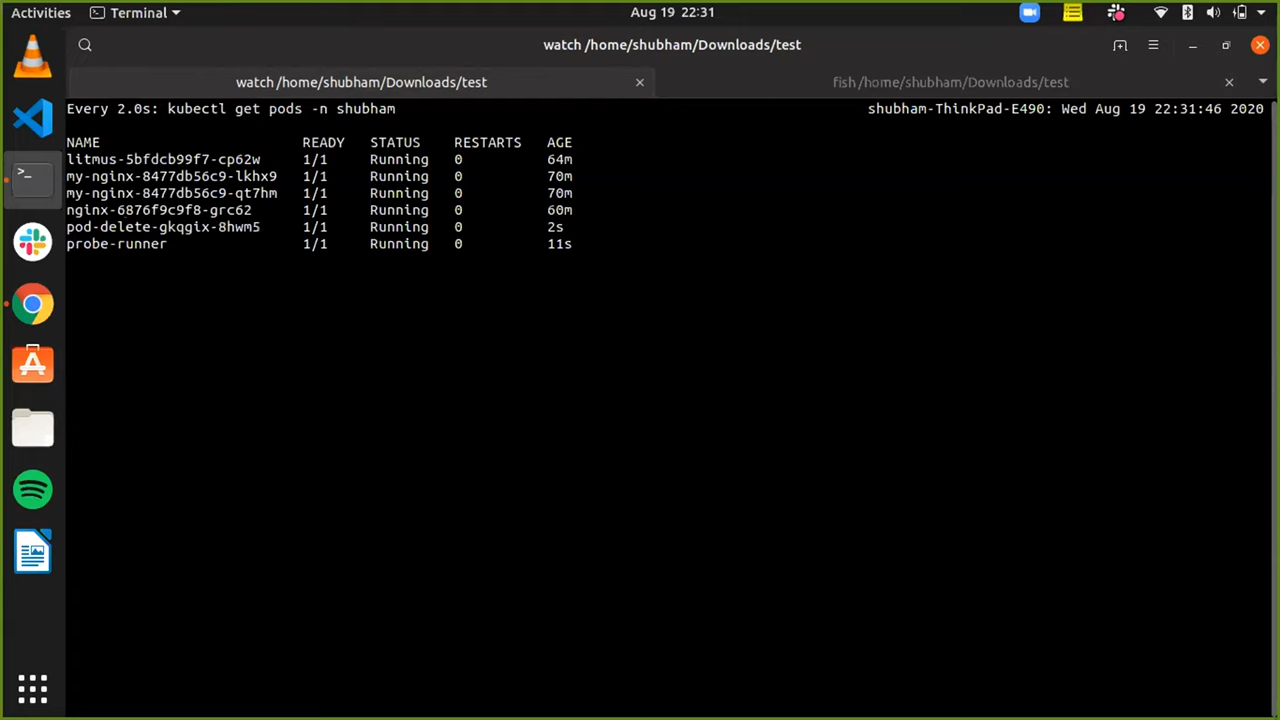 Activities Terminal Aug 19 22:31
watch /home/shubham/Downloads/test
watch /home/shubham/Downloads/test fish /home/shubham/Downloads/test
Every 2.0s: kubectl get pods -n shubham shubham-ThinkPad-E490: Wed Aug 19 22:31:46 2020
NAME READY STATUS RESTARTS AGE
litmus-5bfdcb99f7-cp62w 1/1 Running 0 64m
my-nginx-8477db56c9-lkhx9 1/1 Running 0 70m
my-nginx-8477db56c9-qt7hm 1/1 Running 0 70m
nginx-6876f9c9f8-grc62 1/1 Running 0 60m
pod-delete-gkqgix-8hwm5 1/1 Running 0 2s
probe-runner 1/1 Running 0 11s